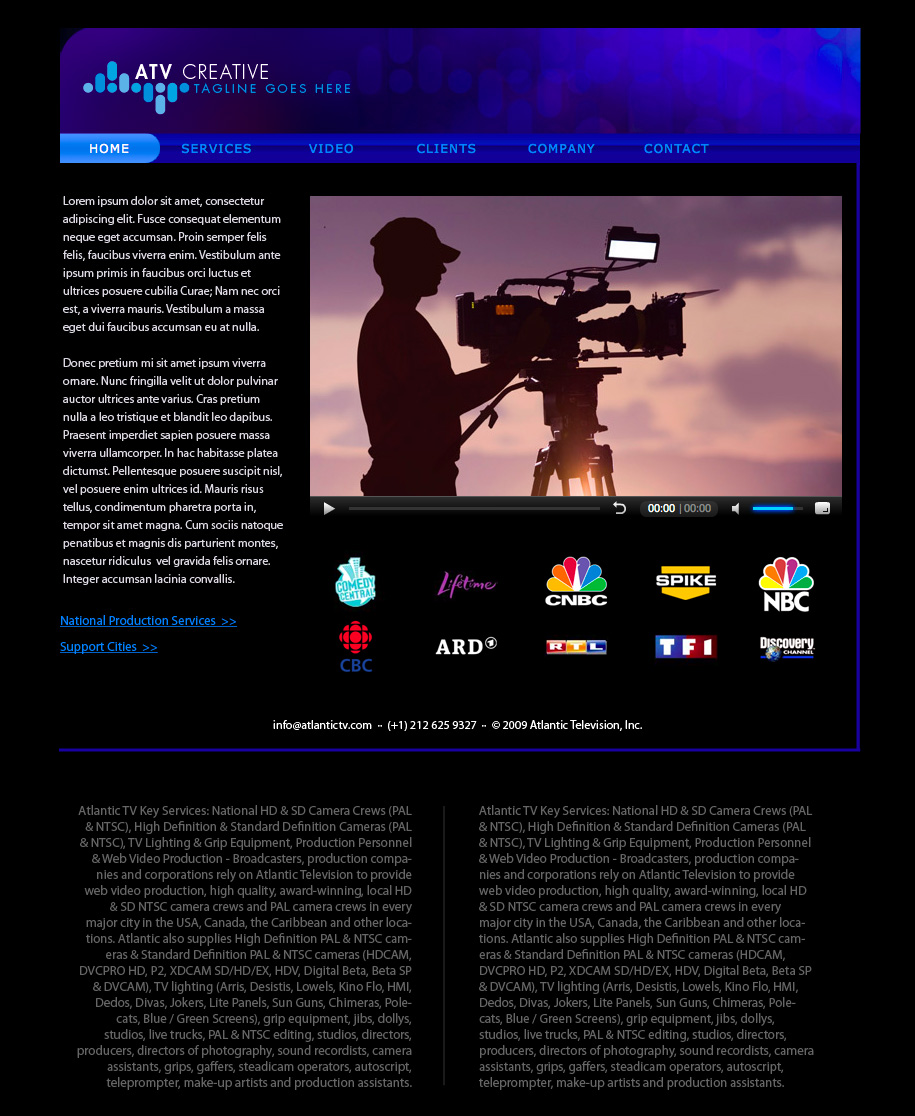 ATV CREATIVE
TAGLINE GOES HERE
HOME SERVICES VIDEO CLIENTS COMPANY CONTACT
Lorem ipsum dolor sit amet, consectetur
adipiscing elit. Fusce consequat elementum
neque eget accumsan. Proin semper felis
felis, faucibus viverra enim. Vestibulum ante
ipsum primis in faucibus orci luctus et
ultrices posuere cubilia Curae; Nam nec orci
est, a viverra mauris. Vestibulum a massa
eget dui faucibus accumsan eu at nulla.
Donec pretium mi sit amet ipsum viverra
ornare. Nunc fringilla velit ut dolor pulvinar
auctor ultrices ante varius. Cras pretium
nulla a leo tristique et blandit leo dapibus.
Praesent imperdiet sapien posuere massa
viverra ullamcorper. In hac habitasse platea
dictumst. Pellentesque posuere suscipit nisl,
vel posuere enim ultrices id. Mauris risus
tellus, condimentum pharetra porta in,
tempor sit amet magna. Cum sociis natoque
penatibus et magnis dis parturient montes,
nascetur ridiculus vel gravida felis ornare.
Integer accumsan lacinia convallis.
National Production Services >>
Support Cities >>
00:00 | 00:00
COMEDY
CENTRAL
Lifetime
CNBC
SPIKE
NBC
CBC
ARD 1
RTL
TF1
Discovery
CHANNEL
info@atlantictv.com -- (+1) 212 625 9327 -- © 2009 Atlantic Television, Inc.
Atlantic TV Key Services: National HD & SD Camera Crews (PAL
& NTSC), High Definition & Standard Definition Cameras (PAL
& NTSC), TV Lighting & Grip Equipment, Production Personnel
& Web Video Production - Broadcasters, production compa-
nies and corporations rely on Atlantic Television to provide
web video production, high quality, award-winning, local HD
& SD NTSC camera crews and PAL camera crews in every
major city in the USA, Canada, the Caribbean and other loca-
tions. Atlantic also supplies High Definition PAL & NTSC cam-
eras & Standard Definition PAL & NTSC cameras (HDCAM,
DVCPRO HD, P2, XDCAM SD/HD/EX, HDV, Digital Beta, Beta SP
& DVCAM), TV lighting (Arris, Desistis, Lowels, Kino Flo, HMI,
Dedos, Divas, Jokers, Lite Panels, Sun Guns, Chimeras, Pole-
cats, Blue / Green Screens), grip equipment, jibs, dollys,
studios, live trucks, PAL & NTSC editing, studios, directors,
producers, directors of photography, sound recordists, camera
assistants, grips, gaffers, steadicam operators, autoscript,
teleprompter, make-up artists and production assistants.
Atlantic TV Key Services: National HD & SD Camera Crews (PAL
& NTSC), High Definition & Standard Definition Cameras (PAL
& NTSC), TV Lighting & Grip Equipment, Production Personnel
& Web Video Production - Broadcasters, production compa-
nies and corporations rely on Atlantic Television to provide
web video production, high quality, award-winning, local HD
& SD NTSC camera crews and PAL camera crews in every
major city in the USA, Canada, the Caribbean and other loca-
tions. Atlantic also supplies High Definition PAL & NTSC cam-
eras & Standard Definition PAL & NTSC cameras (HDCAM,
DVCPRO HD, P2, XDCAM SD/HD/EX, HDV, Digital Beta, Beta SP
& DVCAM), TV lighting (Arris, Desistis, Lowels, Kino Flo, HMI,
Dedos, Divas, Jokers, Lite Panels, Sun Guns, Chimeras, Pole-
cats, Blue / Green Screens), grip equipment, jibs, dollys,
studios, live trucks, PAL & NTSC editing, studios, directors,
producers, directors of photography, sound recordists, camera
assistants, grips, gaffers, steadicam operators, autoscript,
teleprompter, make-up artists and production assistants.